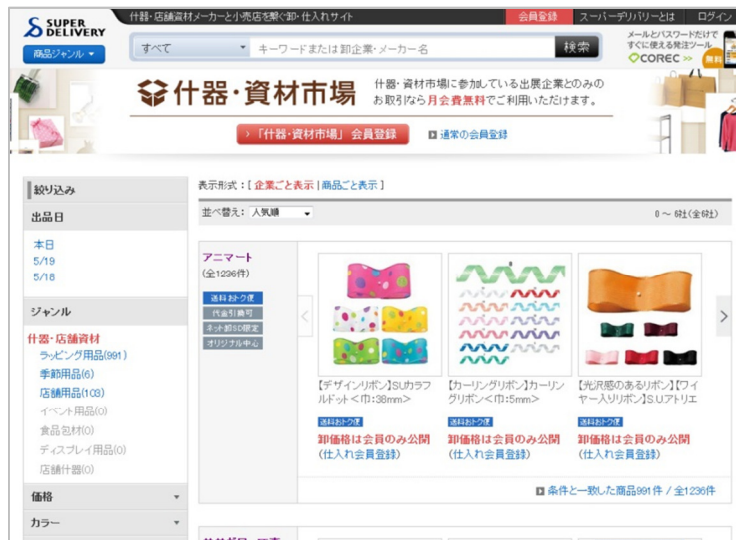 什器・店舗資材メーカーと小売店を繋ぐ卸・仕入れサイト
会員登録
スーパーデリバリーとは
ログイン
SUPER
DELIVERY
商品ジャンル
すべて
キーワードまたは卸企業・メーカー名
検索
メールとパスワードだけで
すぐに使える発注ツール
COREC >>
無料
什器・資材市場
什器・資材市場に参加している出展企業とのみの
お取引なら月会費無料でご利用いただけます。
「什器・資材市場」会員登録
通常の会員登録
絞り込み
出品日
本日
5/19
5/18
ジャンル
什器・店舗資材
ラッピング用品(991)
季節用品(6)
店舗用品(103)
イベント用品(0)
食品包材(0)
ディスプレイ用品(0)
店舗什器(0)
価格
カラー
表示形式:[ 企業ごと表示 | 商品ごと表示 ]
並べ替え: 人気順
0 ～ 6社(全6社)
アニマート
(全1236件)
送料おトク便
代金引換可
ネット卸SD限定
オリジナル中心
【デザインリボン】SUカラフ
ルドット<巾:38mm>
送料おトク便
卸価格は会員のみ公開
(仕入れ会員登録)
【カーリングリボン】カーリン
グリボン<巾:5mm>
送料おトク便
卸価格は会員のみ公開
(仕入れ会員登録)
【光沢感のあるリボン】【ワイ
ヤー入りリボン】S.U.アトリエ
送料おトク便
卸価格は会員のみ公開
(仕入れ会員登録)
条件と一致した商品991件 / 全1236件